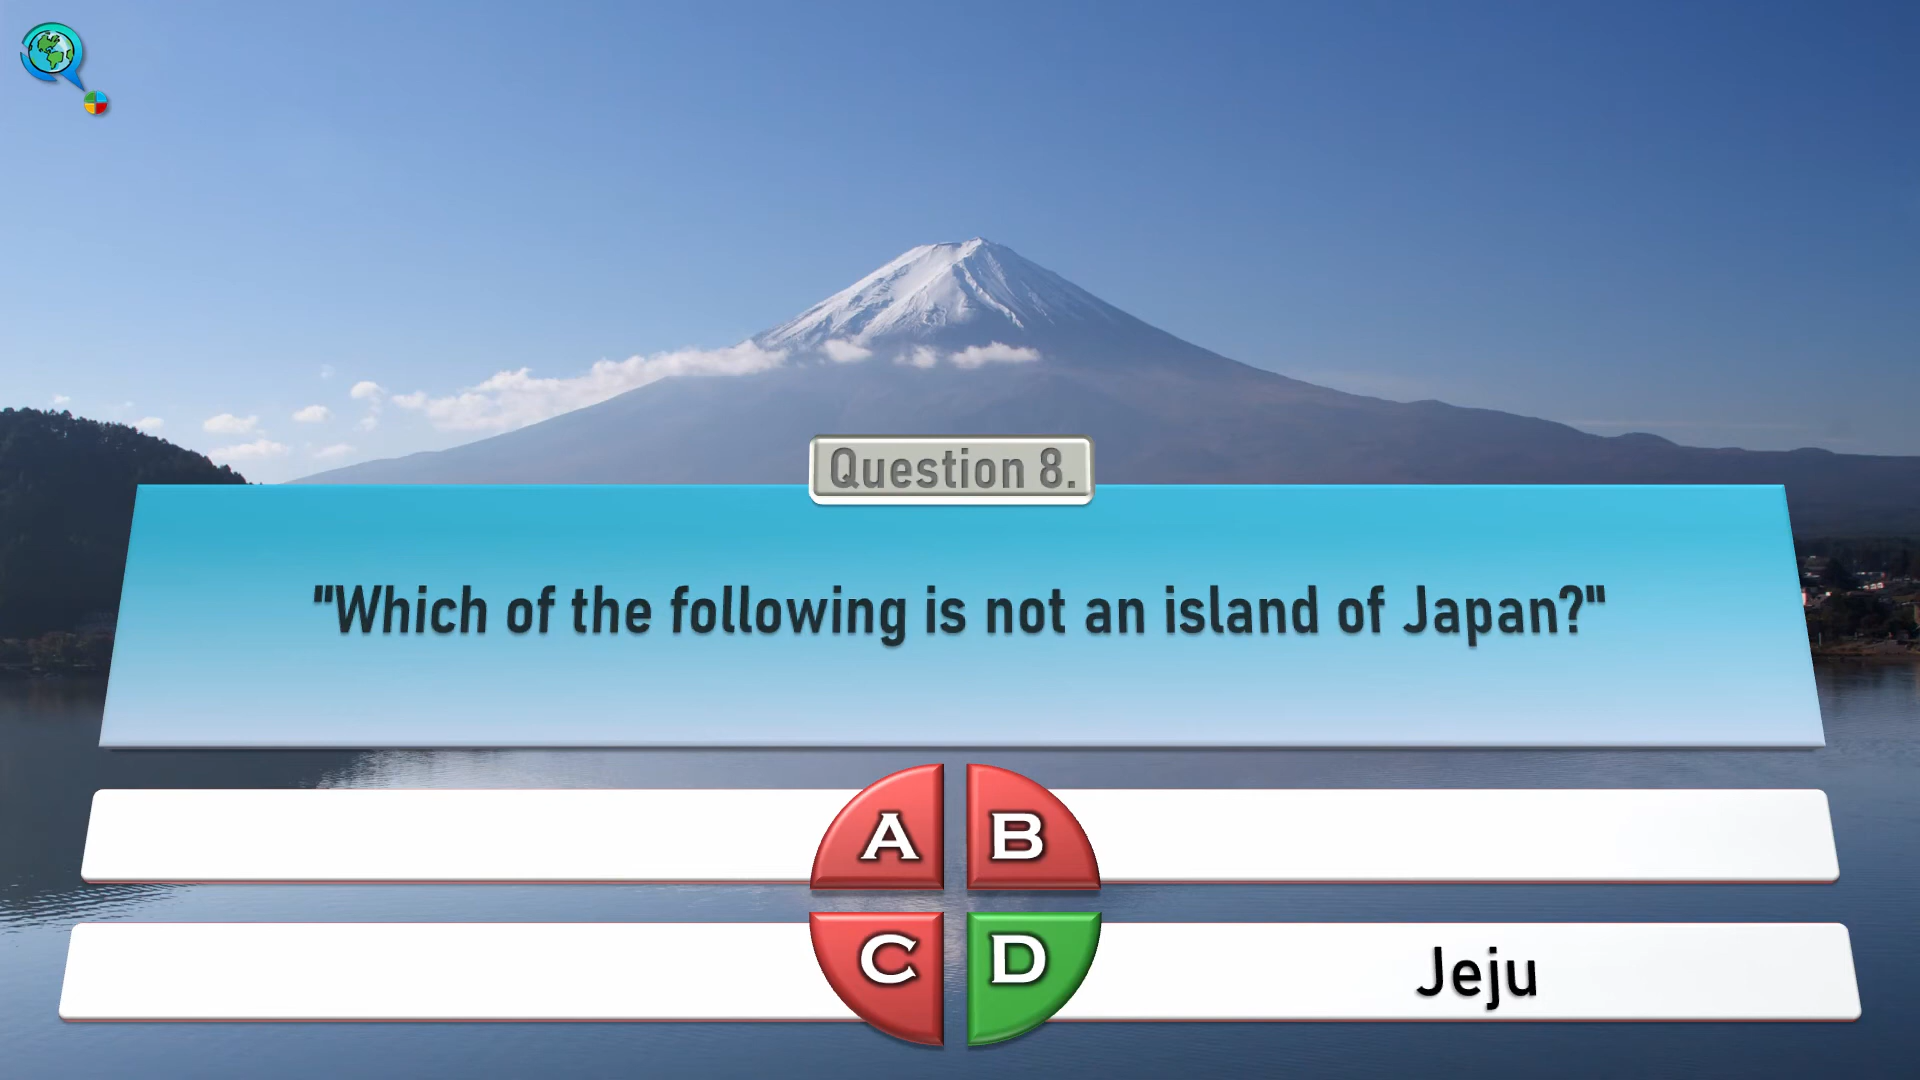 Question 8.
"Which of the following is not an island of Japan?"
A
B
C
D
Jeju